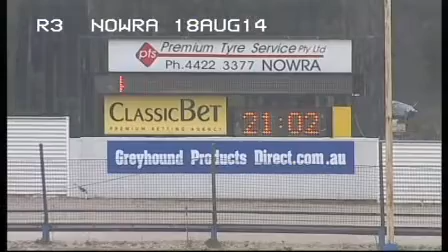 R3 NOWRA 18AUG14
pts Premium Tyre Service Pty Ltd
Ph.4422 3377 NOWRA
CLASSICBET
PREMIUM BETTING AGENCY
21:02
Greyhound Products Direct.com.au